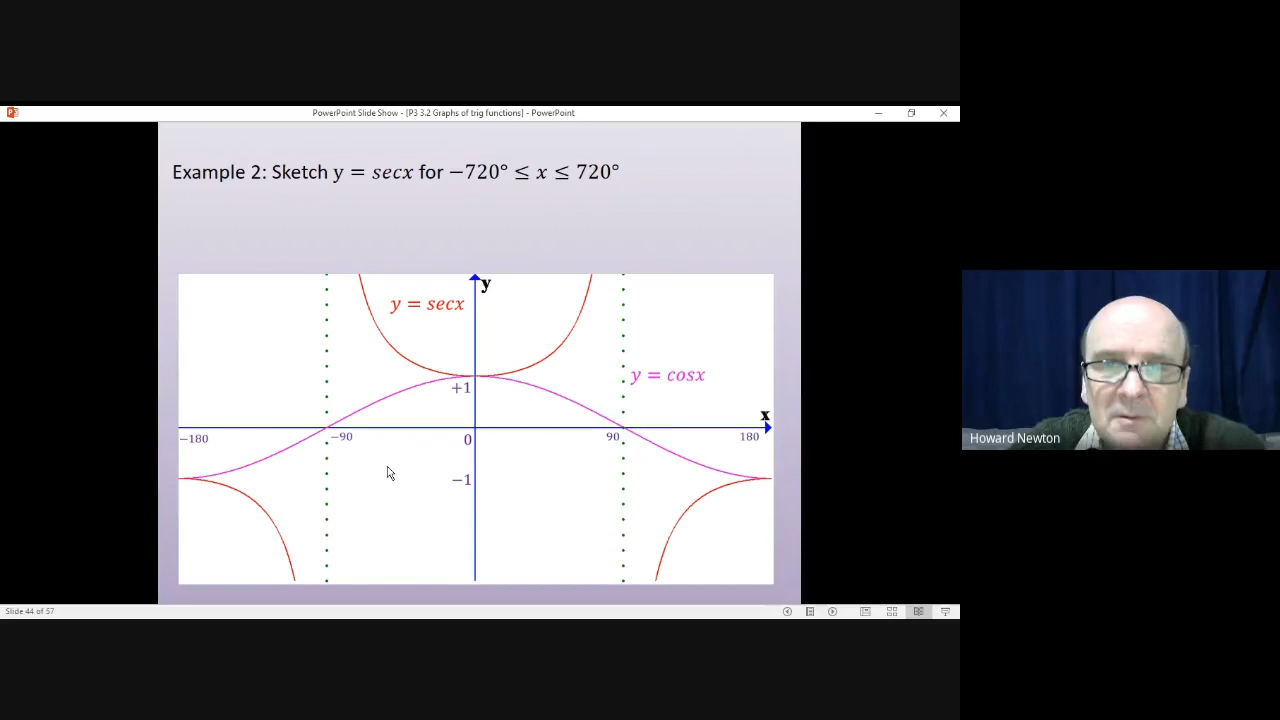 PowerPoint Slide Show - [P3 3.2 Graphs of trig functions] - PowerPoint
Example 2: Sketch y = secx for −720° ≤ x ≤ 720°
y
y = secx
y = cosx
+1
x
−180
−90
0
90
180
−1
Howard Newton
Slide 44 of 57